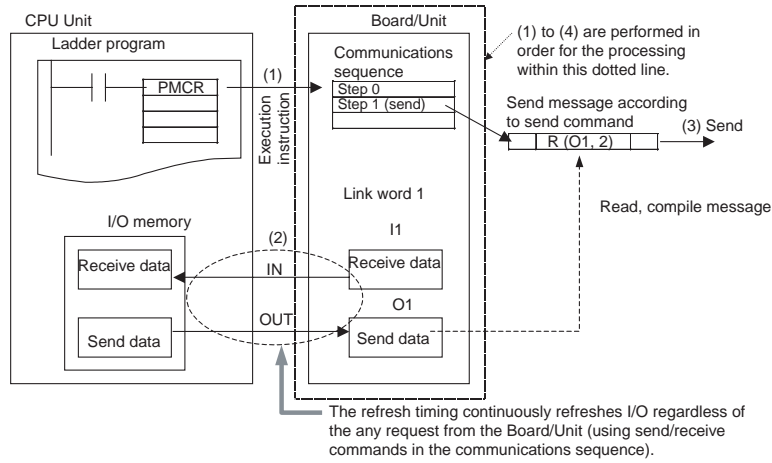 CPU Unit
Ladder program
PMCR
(1)
Execution
instruction
Board/Unit
Communications
sequence
Step 0
Step 1 (send)
(1) to (4) are performed in
order for the processing
within this dotted line.
Send message according
to send command
R (O1, 2)
(3) Send
Read, compile message
Link word 1
I/O memory
(2)
I1
Receive data
IN
Receive data
O1
OUT
Send data
Send data
The refresh timing continuously refreshes I/O regardless of
the any request from the Board/Unit (using send/receive
commands in the communications sequence).